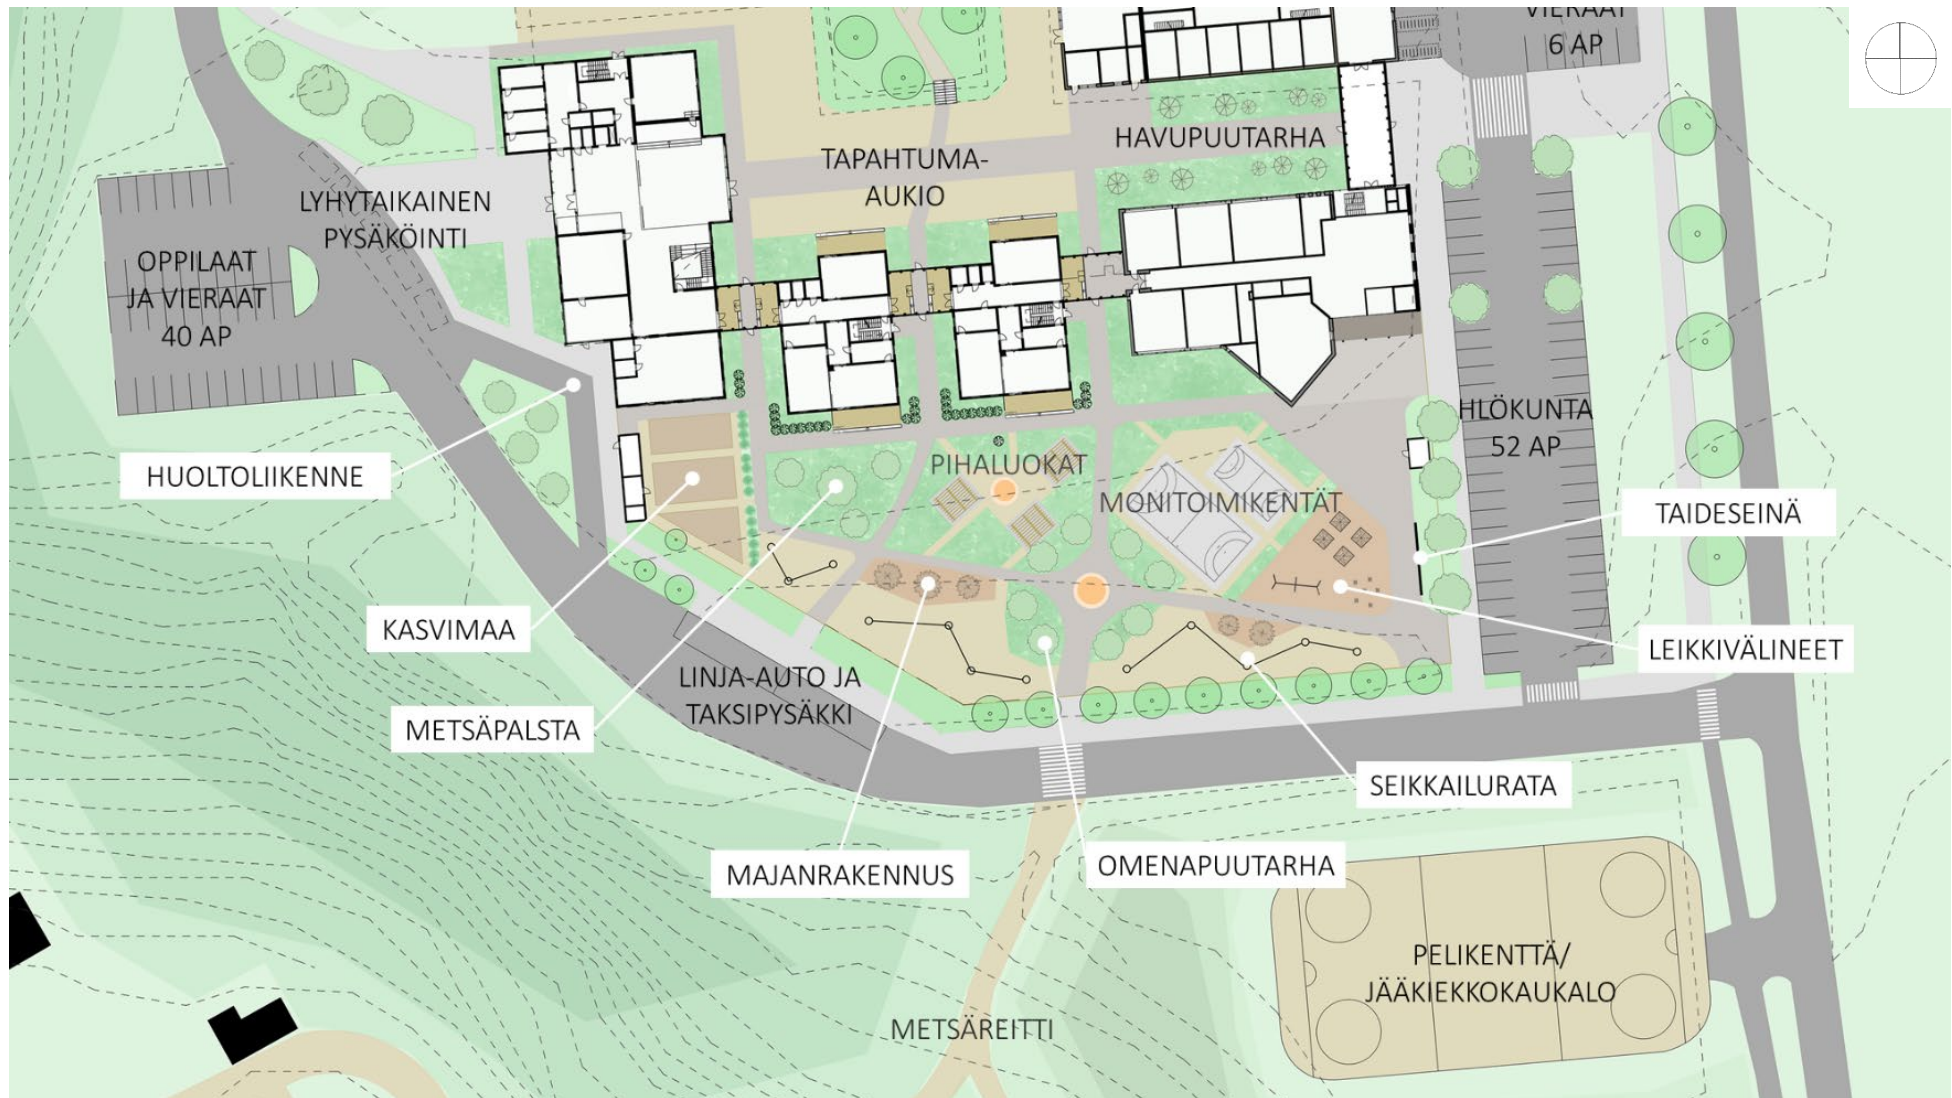 VIERAAT
6 AP
HAVUPUUTARHA
TAPAHTUMA-
AUKIO
LYHYTAIKAINEN
PYSÄKÖINTI
OPPILAAT
JA VIERAAT
40 AP
HLÖKUNTA
52 AP
HUOLTOLIIKENNE
PIHALUOKAT
MONITOIMIKENTÄT
TAIDESEINÄ
KASVIMAA
LEIKKIVÄLINEET
LINJA-AUTO JA
TAKSIPYSÄKKI
METSÄPALSTA
SEIKKAILURATA
MAJANRAKENNUS
OMENAPUUTARHA
PELIKENTTÄ/
JÄÄKIEKKOKAUKALO
METSÄREITTI